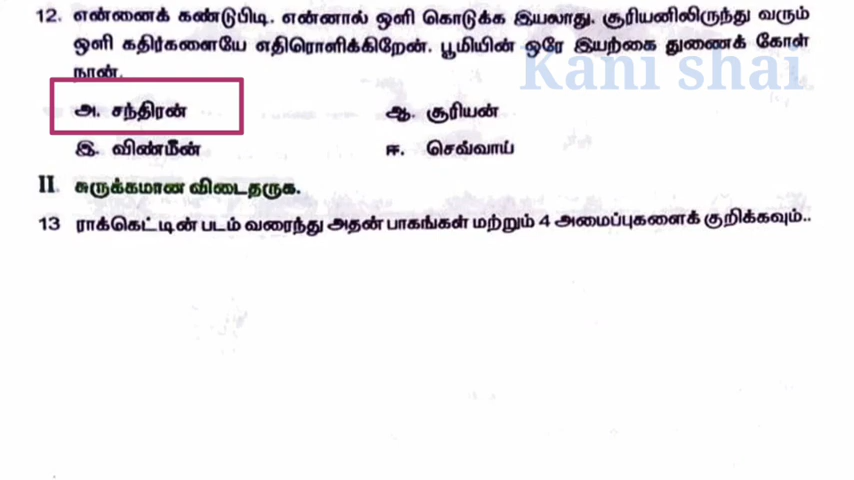 12. என்னைக் கண்டுபிடி. என்னால் ஒளி கொடுக்க இயலாது. சூரியனிலிருந்து வரும்
ஒளி கதிர்களையே எதிரொளிக்கிறேன். பூமியின் ஒரே இயற்கை துணைக் கோள்
நான்.
Kani shai
அ. சந்திரன் ஆ. சூரியன்
இ. விண்மீன் ஈ. செவ்வாய்
II சுருக்கமான விடைதருக.
13 ராக்கெட்டின் படம் வரைந்து அதன் பாகங்கள் மற்றும் 4 அமைப்புகளைக் குறிக்கவும்..